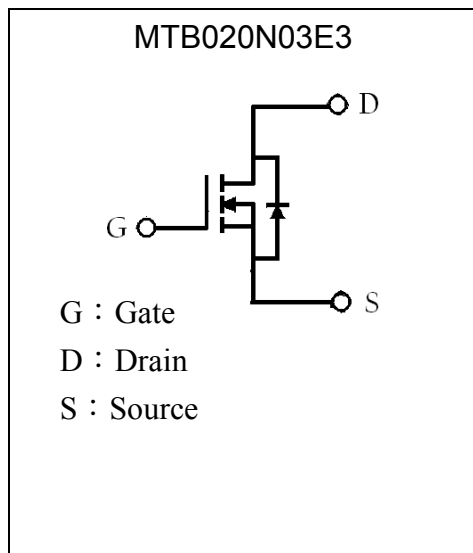 MTB020N03E3
D
G
S
G：Gate
D：Drain
S：Source